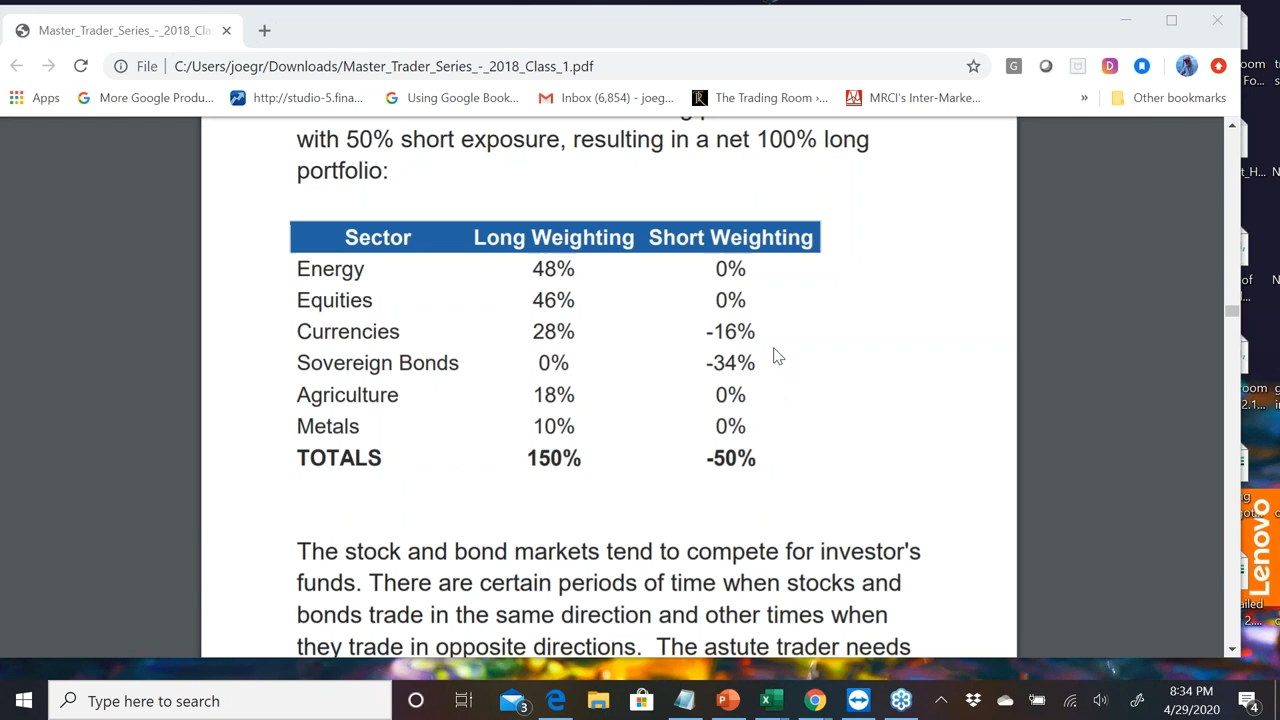 Master_Trader_Series_-_2018_Cla
File C:/Users/joegr/Downloads/Master_Trader_Series_-_2018_Class_1.pdf
G
D
Apps More Google Produ... http://studio-5.fina... Using Google Book... Inbox (6,854) - joeg... The Trading Room >... MRCI's Inter-Marke... » Other bookmarks
with 50% short exposure, resulting in a net 100% long
portfolio:
Sector Long Weighting Short Weighting
Energy 48% 0%
Equities 46% 0%
Currencies 28% -16%
Sovereign Bonds 0% -34%
Agriculture 18% 0%
Metals 10% 0%
TOTALS 150% -50%
The stock and bond markets tend to compete for investor's
funds. There are certain periods of time when stocks and
bonds trade in the same direction and other times when
they trade in opposite directions. The astute trader needs
Lenovo
Type here to search
3
8:34 PM
4/29/2020
4